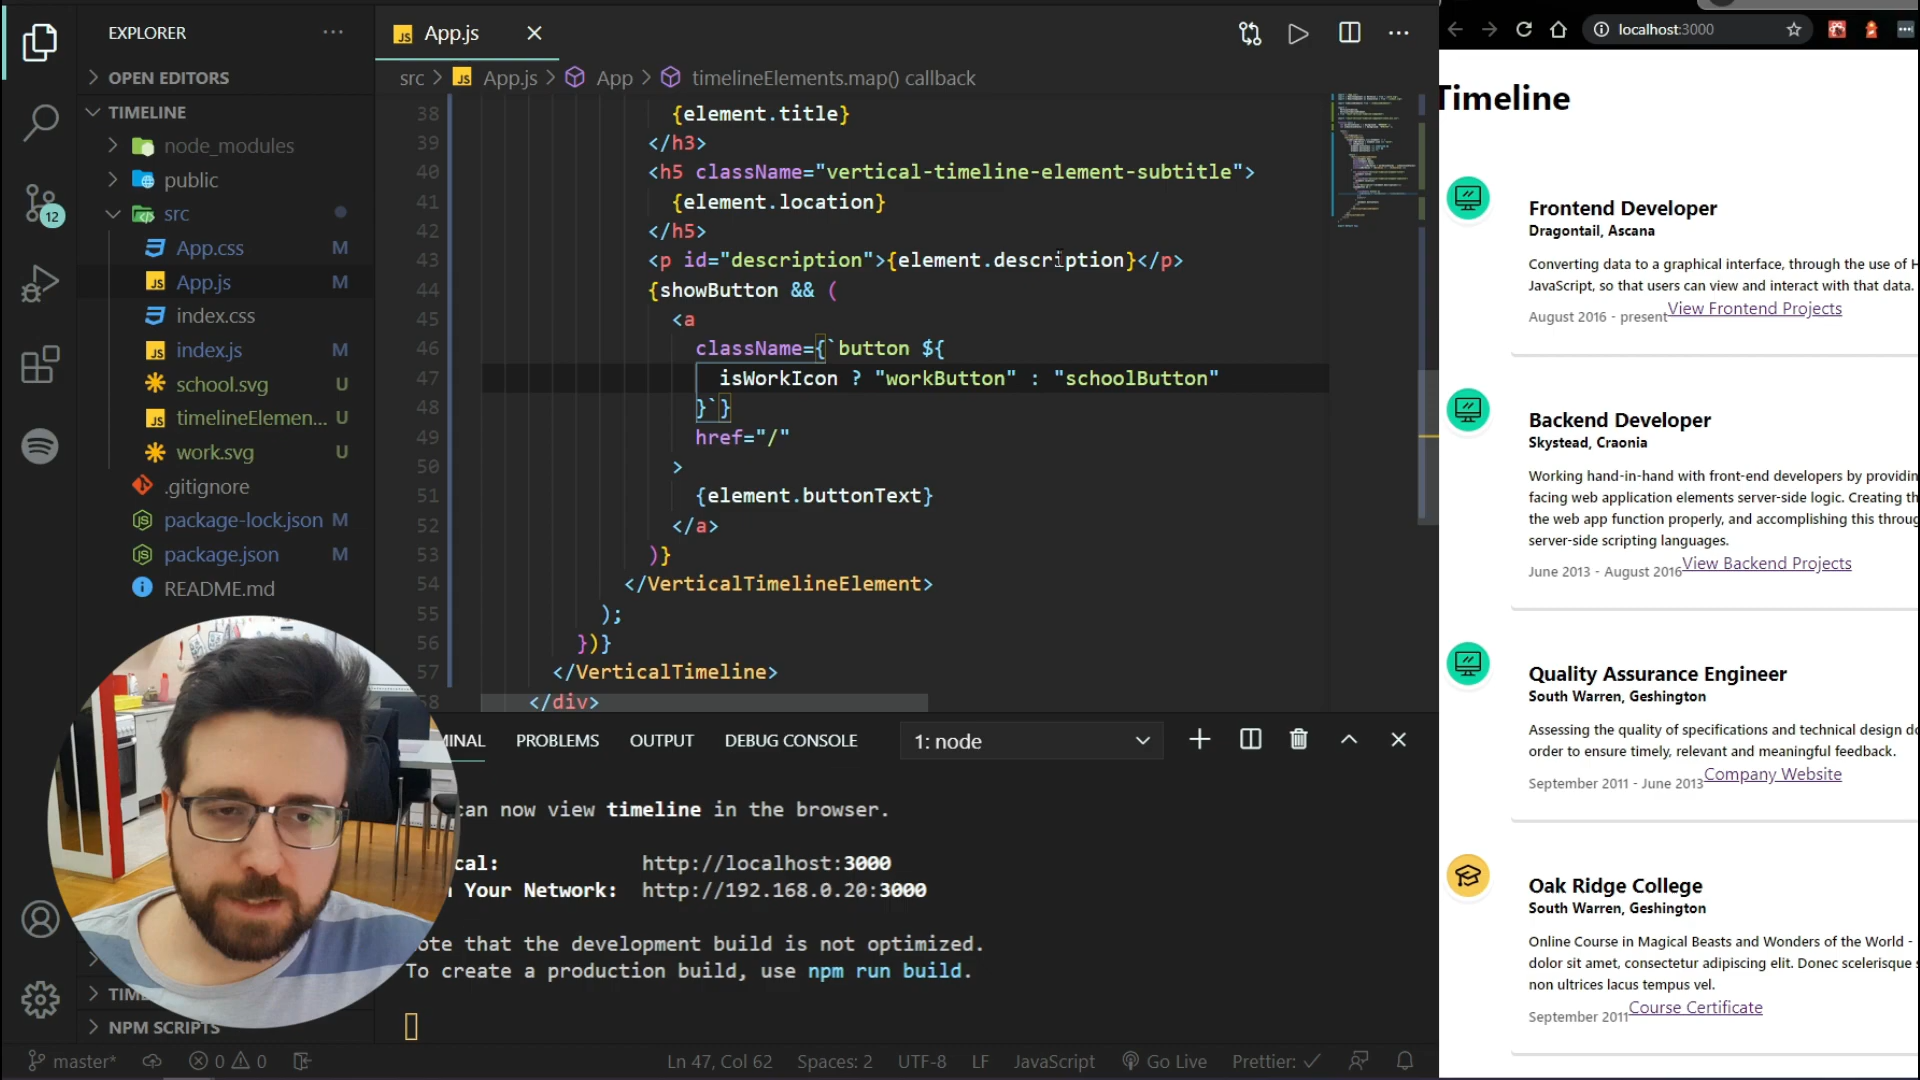 EXPLORER
OPEN EDITORS
TIMELINE
node_modules
public
src
App.css M
App.js M
index.css
index.js M
school.svg U
timelineElemen... U
work.svg U
.gitignore
package-lock.json M
package.json M
README.md
NPM SCRIPTS
12
App.js
src > App.js > App > timelineElements.map() callback
38 {element.title}
39 </h3>
40 <h5 className="vertical-timeline-element-subtitle">
41 {element.location}
42 </h5>
43 <p id="description">{element.description}</p>
44 {showButton && (
45 <a
46 className={`button ${
47 isWorkIcon ? "workButton" : "schoolButton"
48 }`}
49 href="/"
50 >
51 {element.buttonText}
52 </a>
53 )}
54 </VerticalTimelineElement>
55 );
56 })}
57 </VerticalTimeline>
</div>
PROBLEMS OUTPUT DEBUG CONSOLE 1: node
can now view timeline in the browser.
http://localhost:3000
Your Network: http://192.168.0.20:3000
that the development build is not optimized.
To create a production build, use npm run build.
master* 0 0 Ln 47, Col 62 Spaces: 2 UTF-8 LF JavaScript Go Live Prettier: ✓
localhost:3000
Timeline
Frontend Developer
Dragontail, Ascana
Converting data to a graphical interface, through the use of H
JavaScript, so that users can view and interact with that data.
August 2016 - present View Frontend Projects
Backend Developer
Skystead, Craonia
Working hand-in-hand with front-end developers by providin
facing web application elements server-side logic. Creating th
the web app function properly, and accomplishing this throug
server-side scripting languages.
June 2013 - August 2016 View Backend Projects
Quality Assurance Engineer
South Warren, Geshington
Assessing the quality of specifications and technical design do
order to ensure timely, relevant and meaningful feedback.
September 2011 - June 2013 Company Website
Oak Ridge College
South Warren, Geshington
Online Course in Magical Beasts and Wonders of the World -
dolor sit amet, consectetur adipiscing elit. Donec scelerisque s
non ultrices lacus tempus vel.
September 2011 Course Certificate